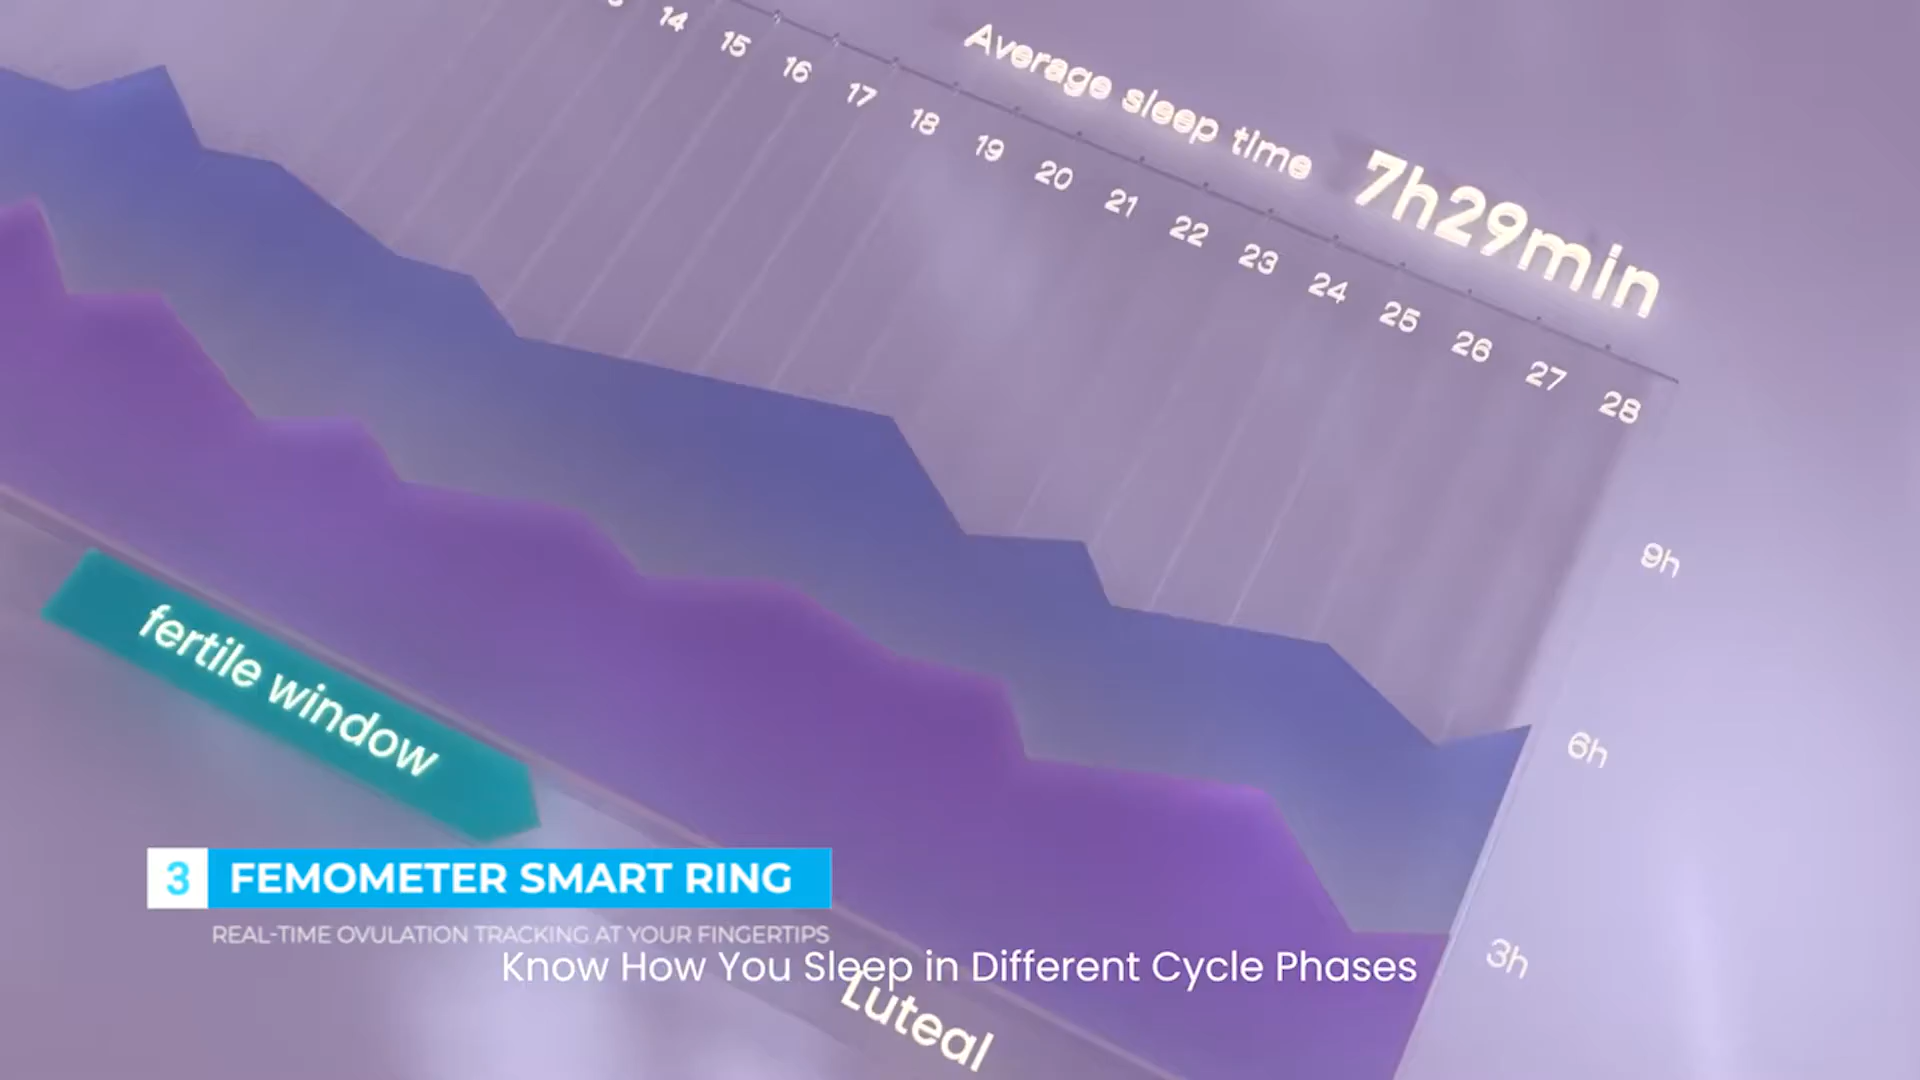 14 15 16 17 18 19 20 21 22 23 24 25 26 27 28
Average sleep time 7h29min
9h
6h
3h
fertile window
3 FEMOMETER SMART RING
REAL-TIME OVULATION TRACKING AT YOUR FINGERTIPS
Know How You Sleep in Different Cycle Phases
Luteal